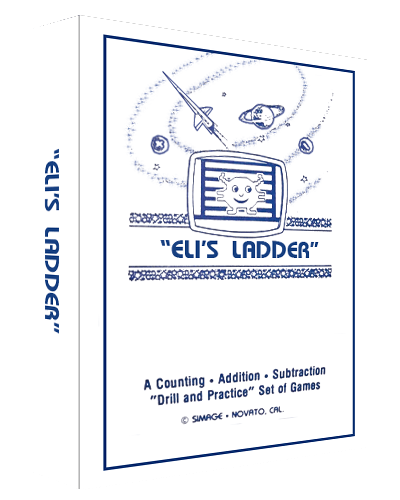 "ELI'S LADDER"
"ELI'S LADDER"
A Counting • Addition • Subtraction
"Drill and Practice" Set of Games
© SIMAGE • NOVATO, CAL.